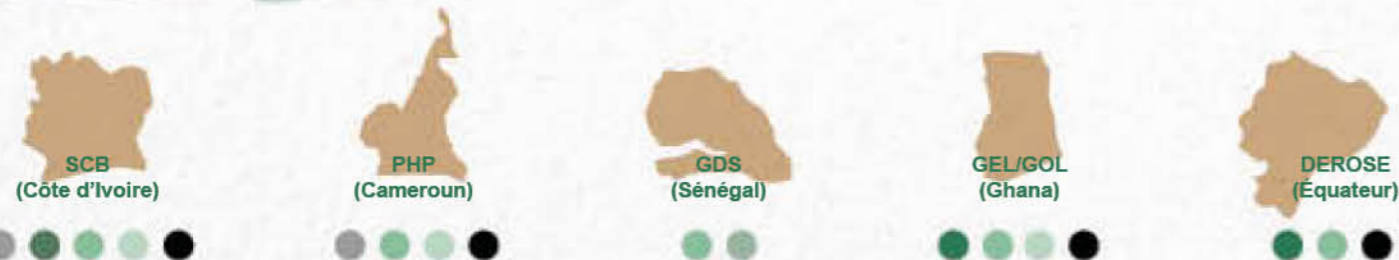 SCB
(Côte d'Ivoire)
PHP
(Cameroun)
GDS
(Sénégal)
GEL/GOL
(Ghana)
DEROSE
(Équateur)